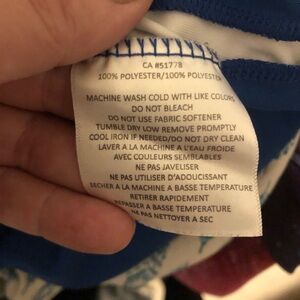 CA #51778
100% POLYESTER/100% POLYESTER
MACHINE WASH COLD WITH LIKE COLORS
DO NOT BLEACH
DO NOT USE FABRIC SOFTENER
TUMBLE DRY LOW REMOVE PROMPTLY
COOL IRON IF NEEDED/DO NOT DRY CLEAN
LAVER A LA MACHINE A L'EAU FROIDE
AVEC COULEURS SEMBLABLES
NE PAS JAVELISER
NE PAS UTILISER D'ADOUCISSANT
SECHER A LA MACHINE A BASSE TEMPERATURE
RETIRER RAPIDEMENT
REPASSER A BASSE TEMPERATURE
NE PAS NETTOYER A SEC